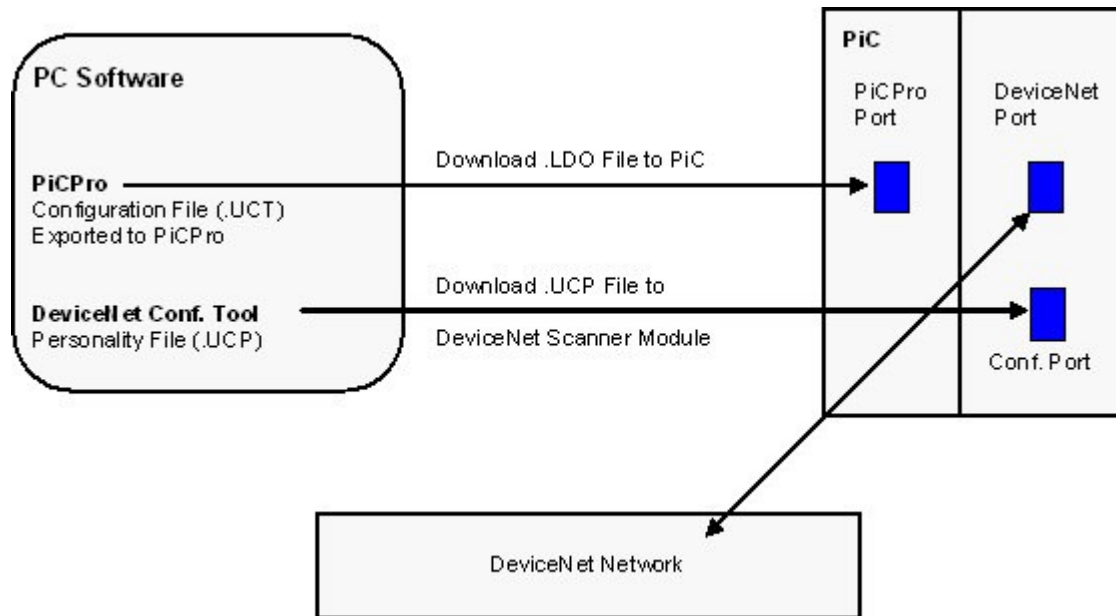 PC Software
PiCPro
Configuration File (.UCT)
Exported to PiCPro
DeviceNet Conf. Tool
Personality File (.UCP)
Download .LDO File to PiC
Download .UCP File to
DeviceNet Scanner Module
PiC
PiCPro
Port
DeviceNet
Port
Conf. Port
DeviceNet Network